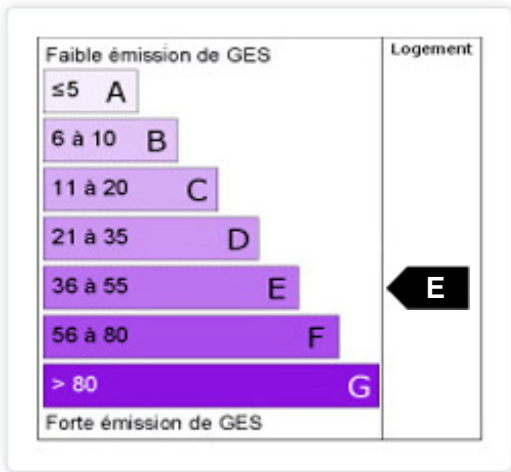 Faible émission de GES
Logement
≤5 A
6 à 10 B
11 à 20 C
21 à 35 D
36 à 55 E
E
56 à 80 F
> 80 G
Forte émission de GES